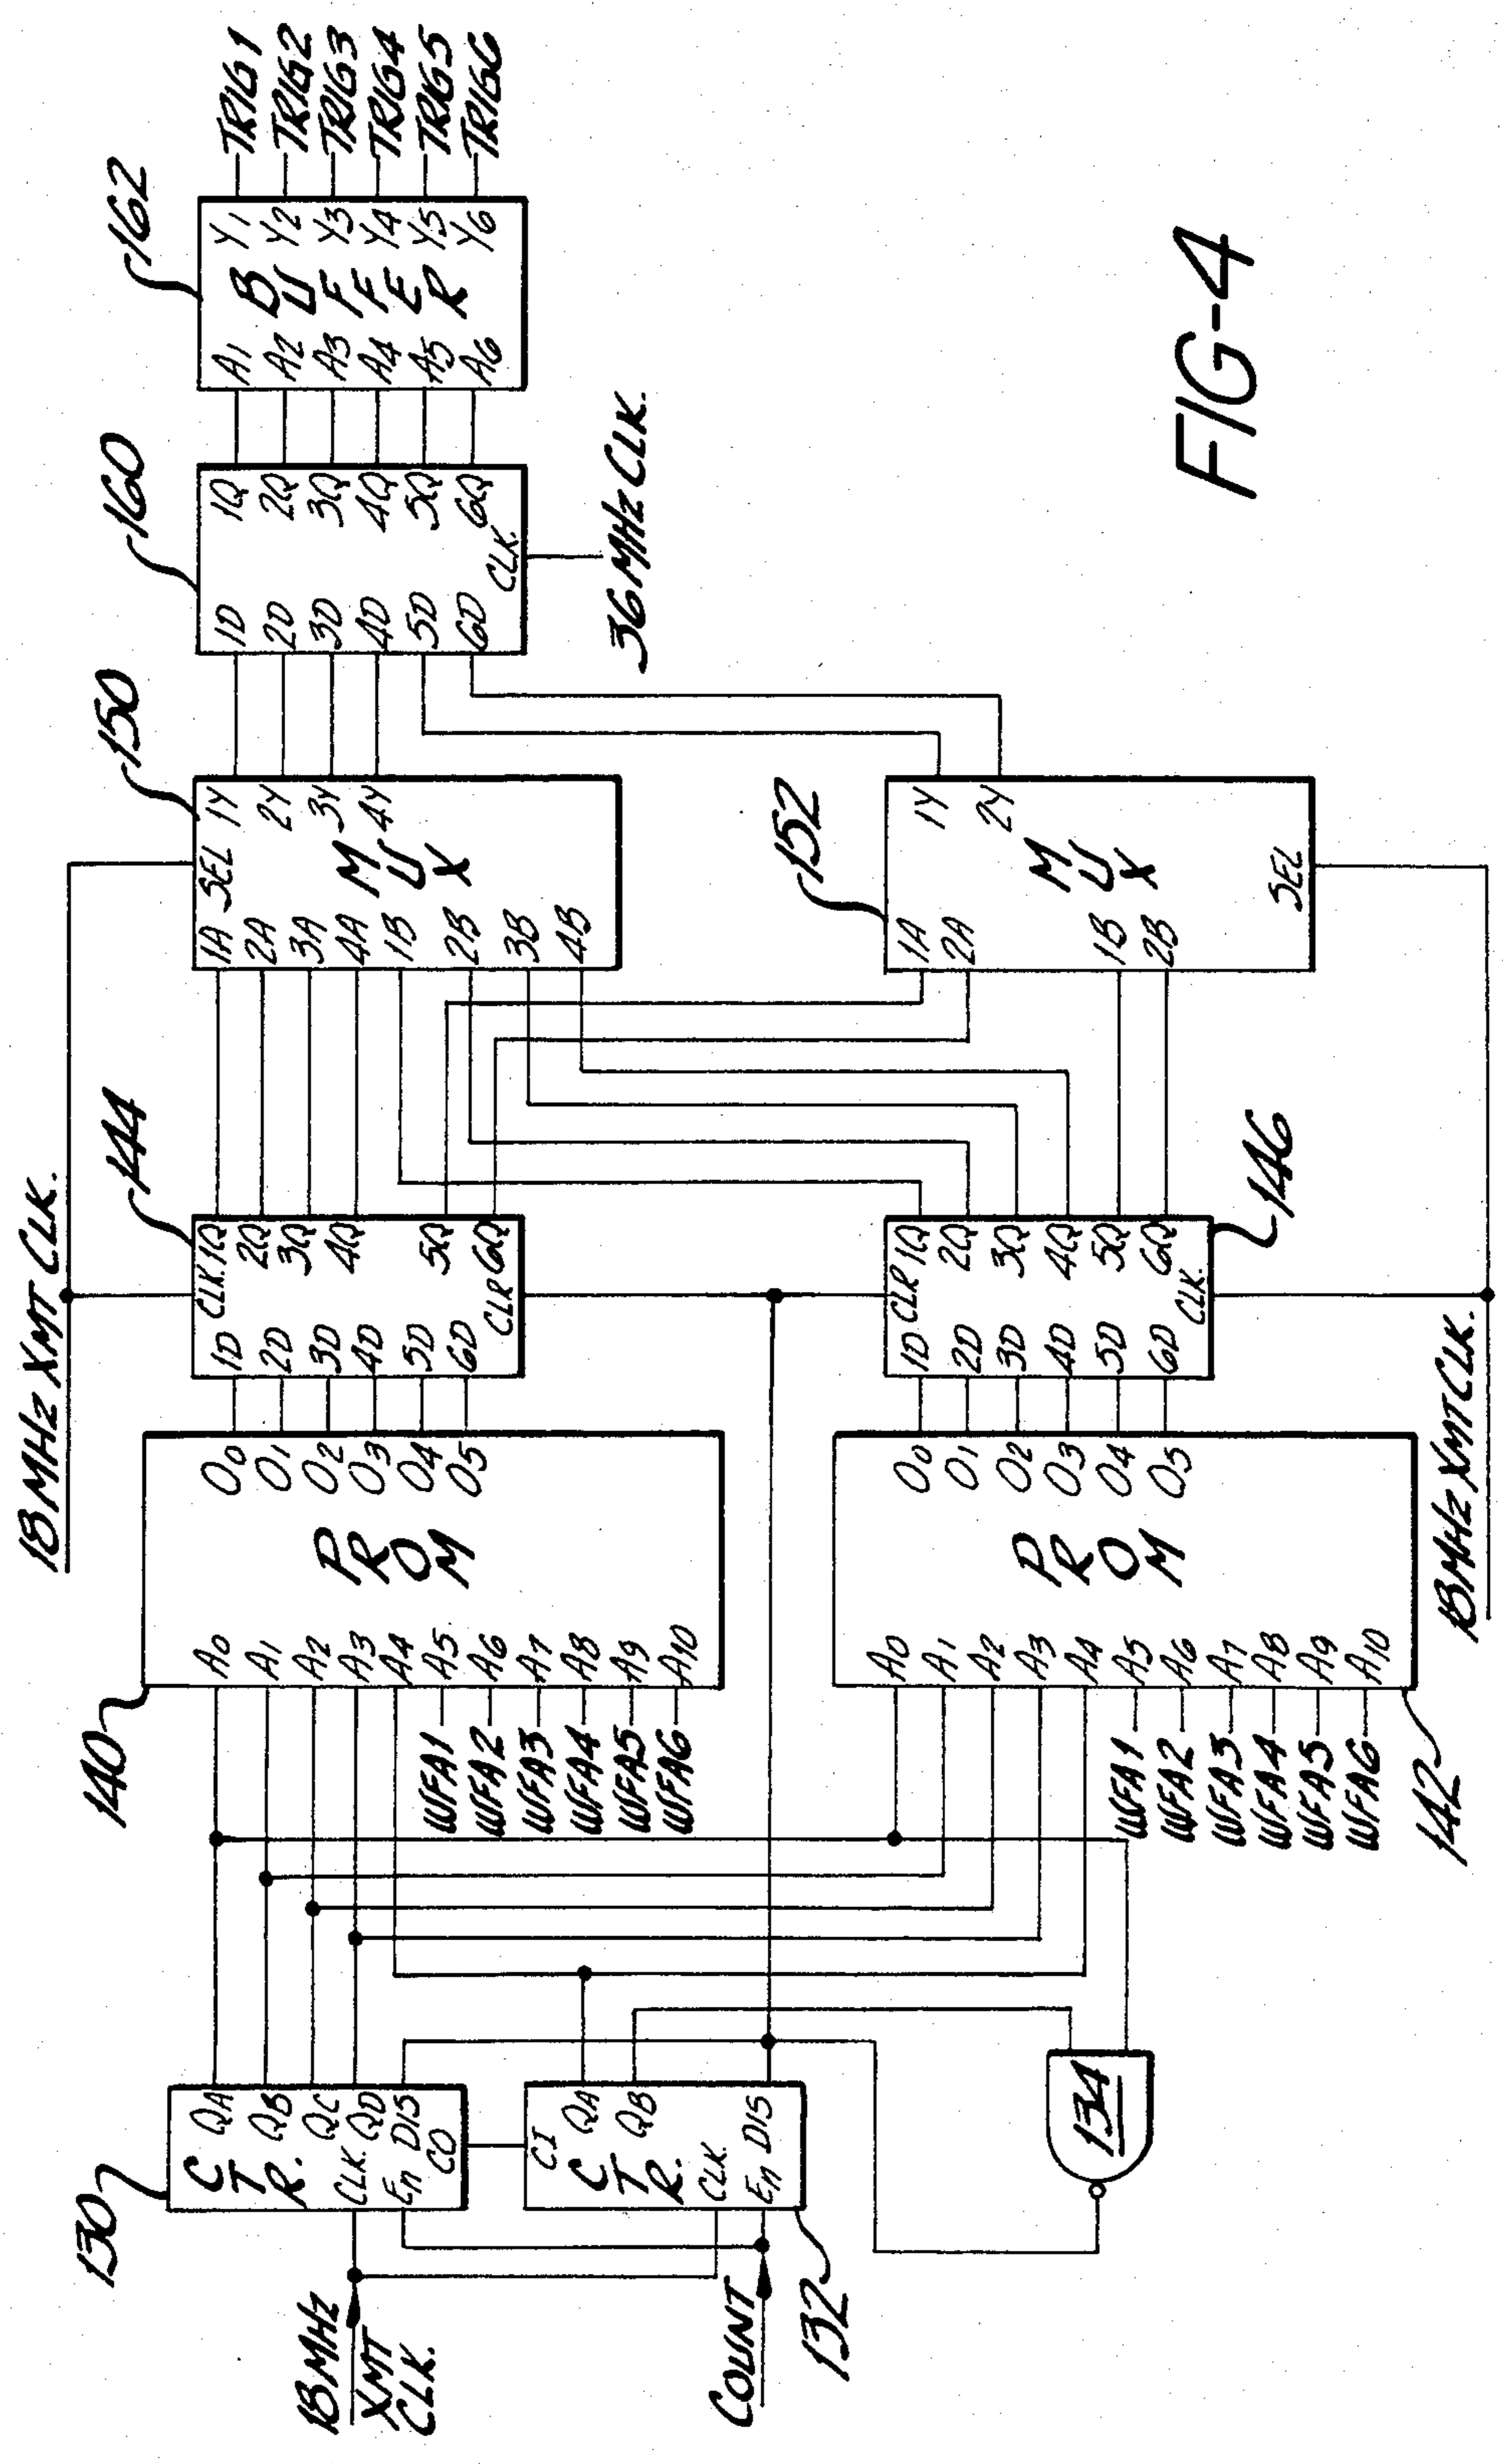 18 MHz XMT CLK.
130
CTR.
QA
QB
QC
QD
CLK.
En
DIS
CO
18 MHz
XMT
CLK.
CI
CTR.
QA
QB
CLK.
En
DIS
COUNT
132
134
140
PROM
A0
A1
A2
A3
A4
A5
A6
A7
A8
A9
A10
WFA1
WFA2
WFA3
WFA4
WFA5
WFA6
O0
O1
O2
O3
O4
O5
142
PROM
A0
A1
A2
A3
A4
A5
A6
A7
A8
A9
A10
WFA1
WFA2
WFA3
WFA4
WFA5
WFA6
O0
O1
O2
O3
O4
O5
18 MHz XMT CLK.
144
CLK.
1D
2D
3D
4D
5D
6D
1Q
2Q
3Q
4Q
5Q
6Q
CLR
146
CLR
1D
2D
3D
4D
5D
6D
1Q
2Q
3Q
4Q
5Q
6Q
CLK.
150
MUX
SEL
1A
2A
3A
4A
1B
2B
3B
4B
1Y
2Y
3Y
4Y
152
MUX
1A
2A
1B
2B
1Y
2Y
SEL
160
1D
2D
3D
4D
5D
6D
1Q
2Q
3Q
4Q
5Q
6Q
CLK.
36 MHz CLK.
162
BUFFER
A1
A2
A3
A4
A5
A6
Y1
Y2
Y3
Y4
Y5
Y6
TRIG1
TRIG2
TRIG3
TRIG4
TRIG5
TRIG6
FIG-4